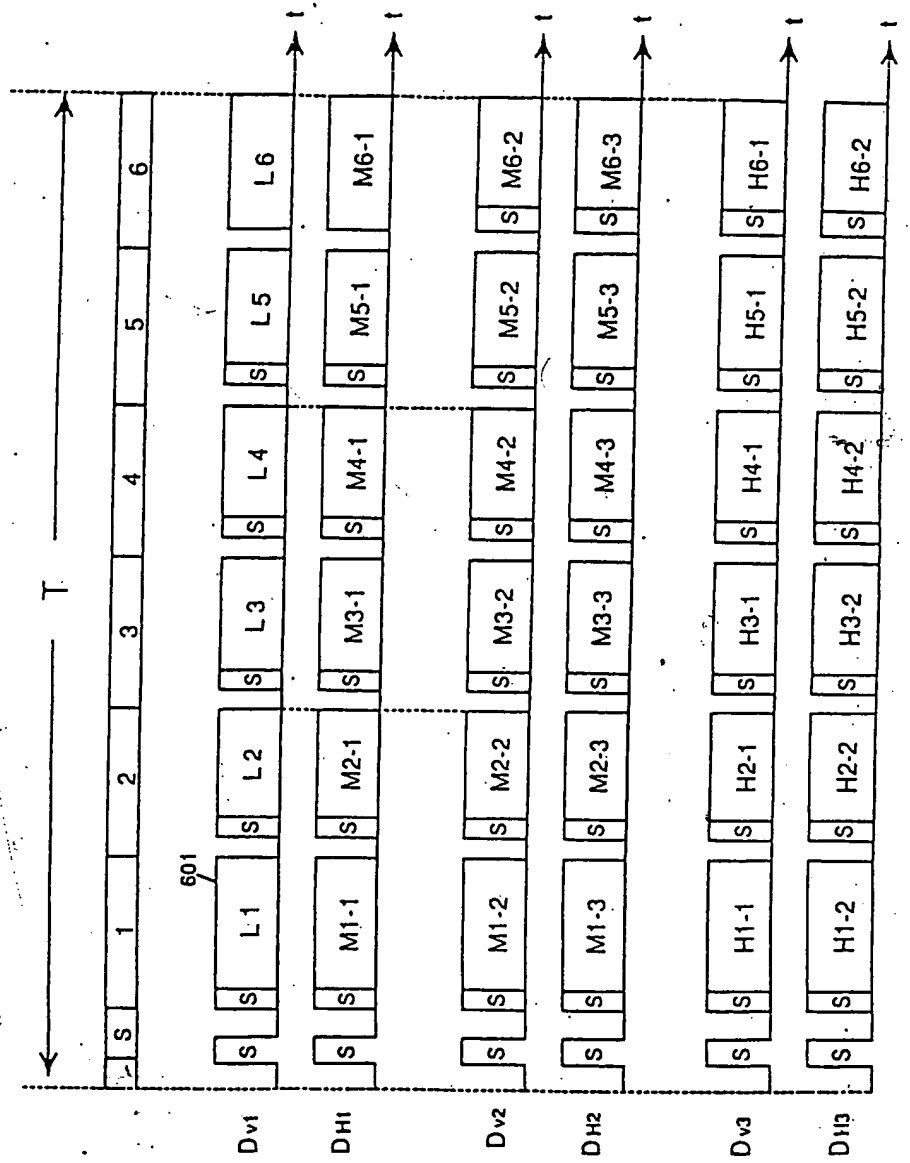 T
S 1 2 3 4 5 6
601
Dv1 S S L1 S L2 S L3 S L4 S L5 L6 t
DH1 S S M1-1 S M2-1 S M3-1 S M4-1 S M5-1 M6-1 t
Dv2 S S M1-2 S M2-2 S M3-2 S M4-2 S M5-2 S M6-2 t
DH2 S S M1-3 S M2-3 S M3-3 S M4-3 S M5-3 S M6-3 t
Dv3 S S H1-1 S H2-1 S H3-1 S H4-1 S H5-1 S H6-1 t
DH3 S S H1-2 S H2-2 S H3-2 S H4-2 S H5-2 S H6-2 t